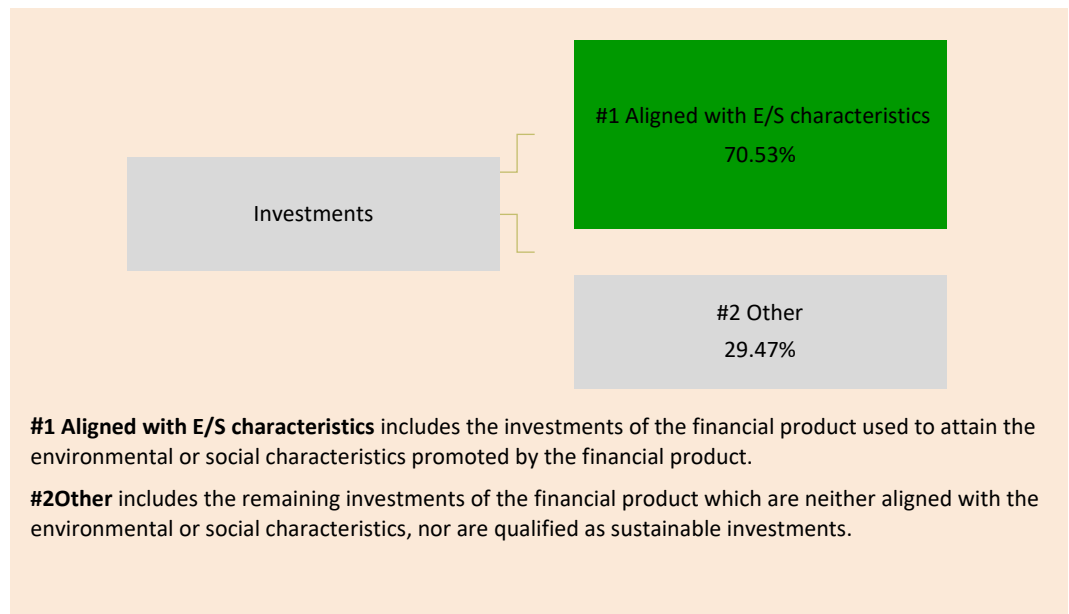 #1 Aligned with E/S characteristics
70.53%
Investments
#2 Other
29.47%
#1 Aligned with E/S characteristics includes the investments of the financial product used to attain the
environmental or social characteristics promoted by the financial product.
#2Other includes the remaining investments of the financial product which are neither aligned with the
environmental or social characteristics, nor are qualified as sustainable investments.